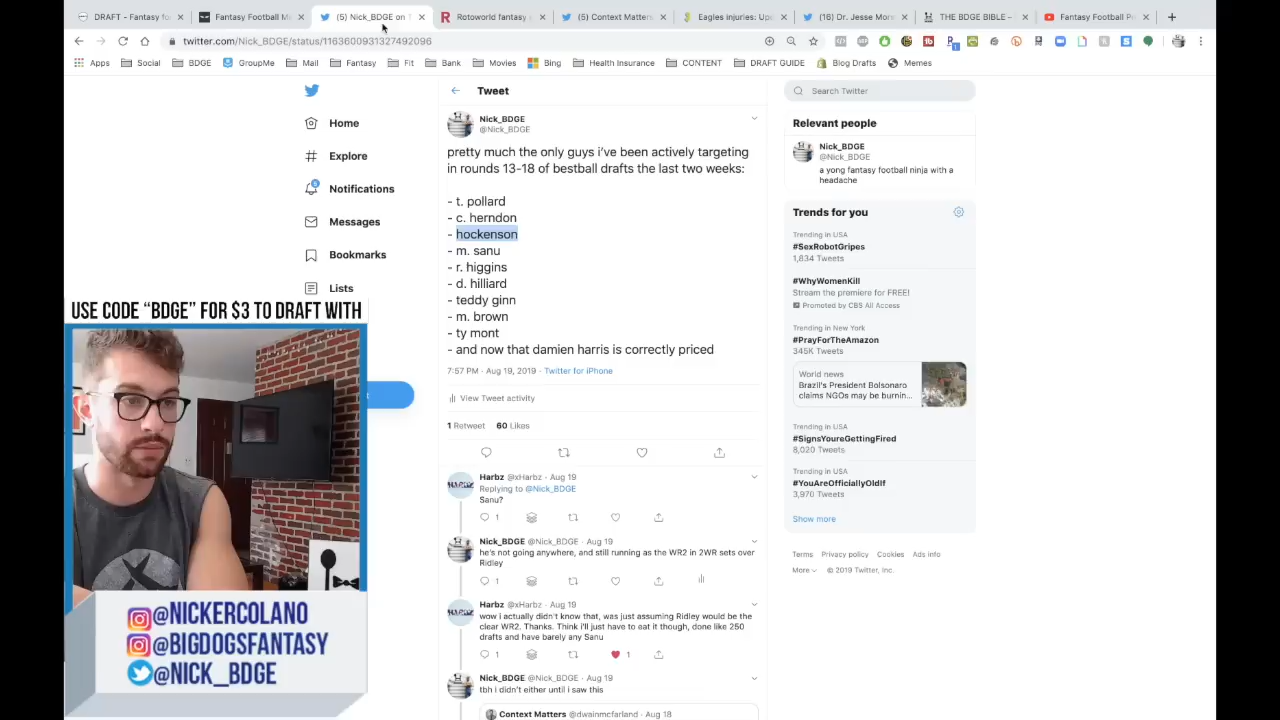 DRAFT - Fantasy fo
Fantasy Football M
(5) Nick_BDGE on T
Rotoworld fantasy
(5) Context Matters
Eagles injuries: Up
(16) Dr. Jesse Mor
THE BDGE BIBLE -
Fantasy Football P
twitter.com/Nick_BDGE/status/1163600931327492096
Apps
Social
BDGE
GroupMe
Mail
Fantasy
Fit
Bank
Movies
Bing
Health Insurance
CONTENT
DRAFT GUIDE
Blog Drafts
Memes
Home
Explore
Notifications
Messages
Bookmarks
Lists
Tweet
Nick_BDGE
@Nick_BDGE
pretty much the only guys i've been actively targeting
in rounds 13-18 of bestball drafts the last two weeks:
- t. pollard
- c. herndon
- hockenson
- m. sanu
- r. higgins
- d. hilliard
- teddy ginn
- m. brown
- ty mont
- and now that damien harris is correctly priced
7:57 PM · Aug 19, 2019 · Twitter for iPhone
View Tweet activity
1 Retweet 60 Likes
Harbz @xHarbz · Aug 19
Replying to @Nick_BDGE
Sanu?
1
Nick_BDGE @Nick_BDGE · Aug 19
he's not going anywhere, and still running as the WR2 in 2WR sets over
Ridley
1
Harbz @xHarbz · Aug 19
wow i actually didn't know that, was just assuming Ridley would be the
clear WR2. Thanks. Think i'll just have to eat it though, done like 250
drafts and have barely any Sanu
1 1
Nick_BDGE @Nick_BDGE · Aug 19
tbh i didn't either until i saw this
Context Matters @dwainmcfarland · Aug 18
Search Twitter
Relevant people
Nick_BDGE
@Nick_BDGE
a yong fantasy football ninja with a
headache
Trends for you
Trending in USA
#SexRobotGripes
1,834 Tweets
#WhyWomenKill
Stream the premiere for FREE!
Promoted by CBS All Access
Trending in New York
#PrayForTheAmazon
345K Tweets
World news
Brazil's President Bolsonaro
claims NGOs may be burnin...
Trending in USA
#SignsYoureGettingFired
8,020 Tweets
Trending in USA
#YouAreOfficiallyOldIf
3,970 Tweets
Show more
Terms Privacy policy Cookies Ads info
More © 2019 Twitter, Inc.
USE CODE "BDGE" FOR $3 TO DRAFT WITH
@NICKERCOLANO
@BIGDOGSFANTASY
@NICK_BDGE